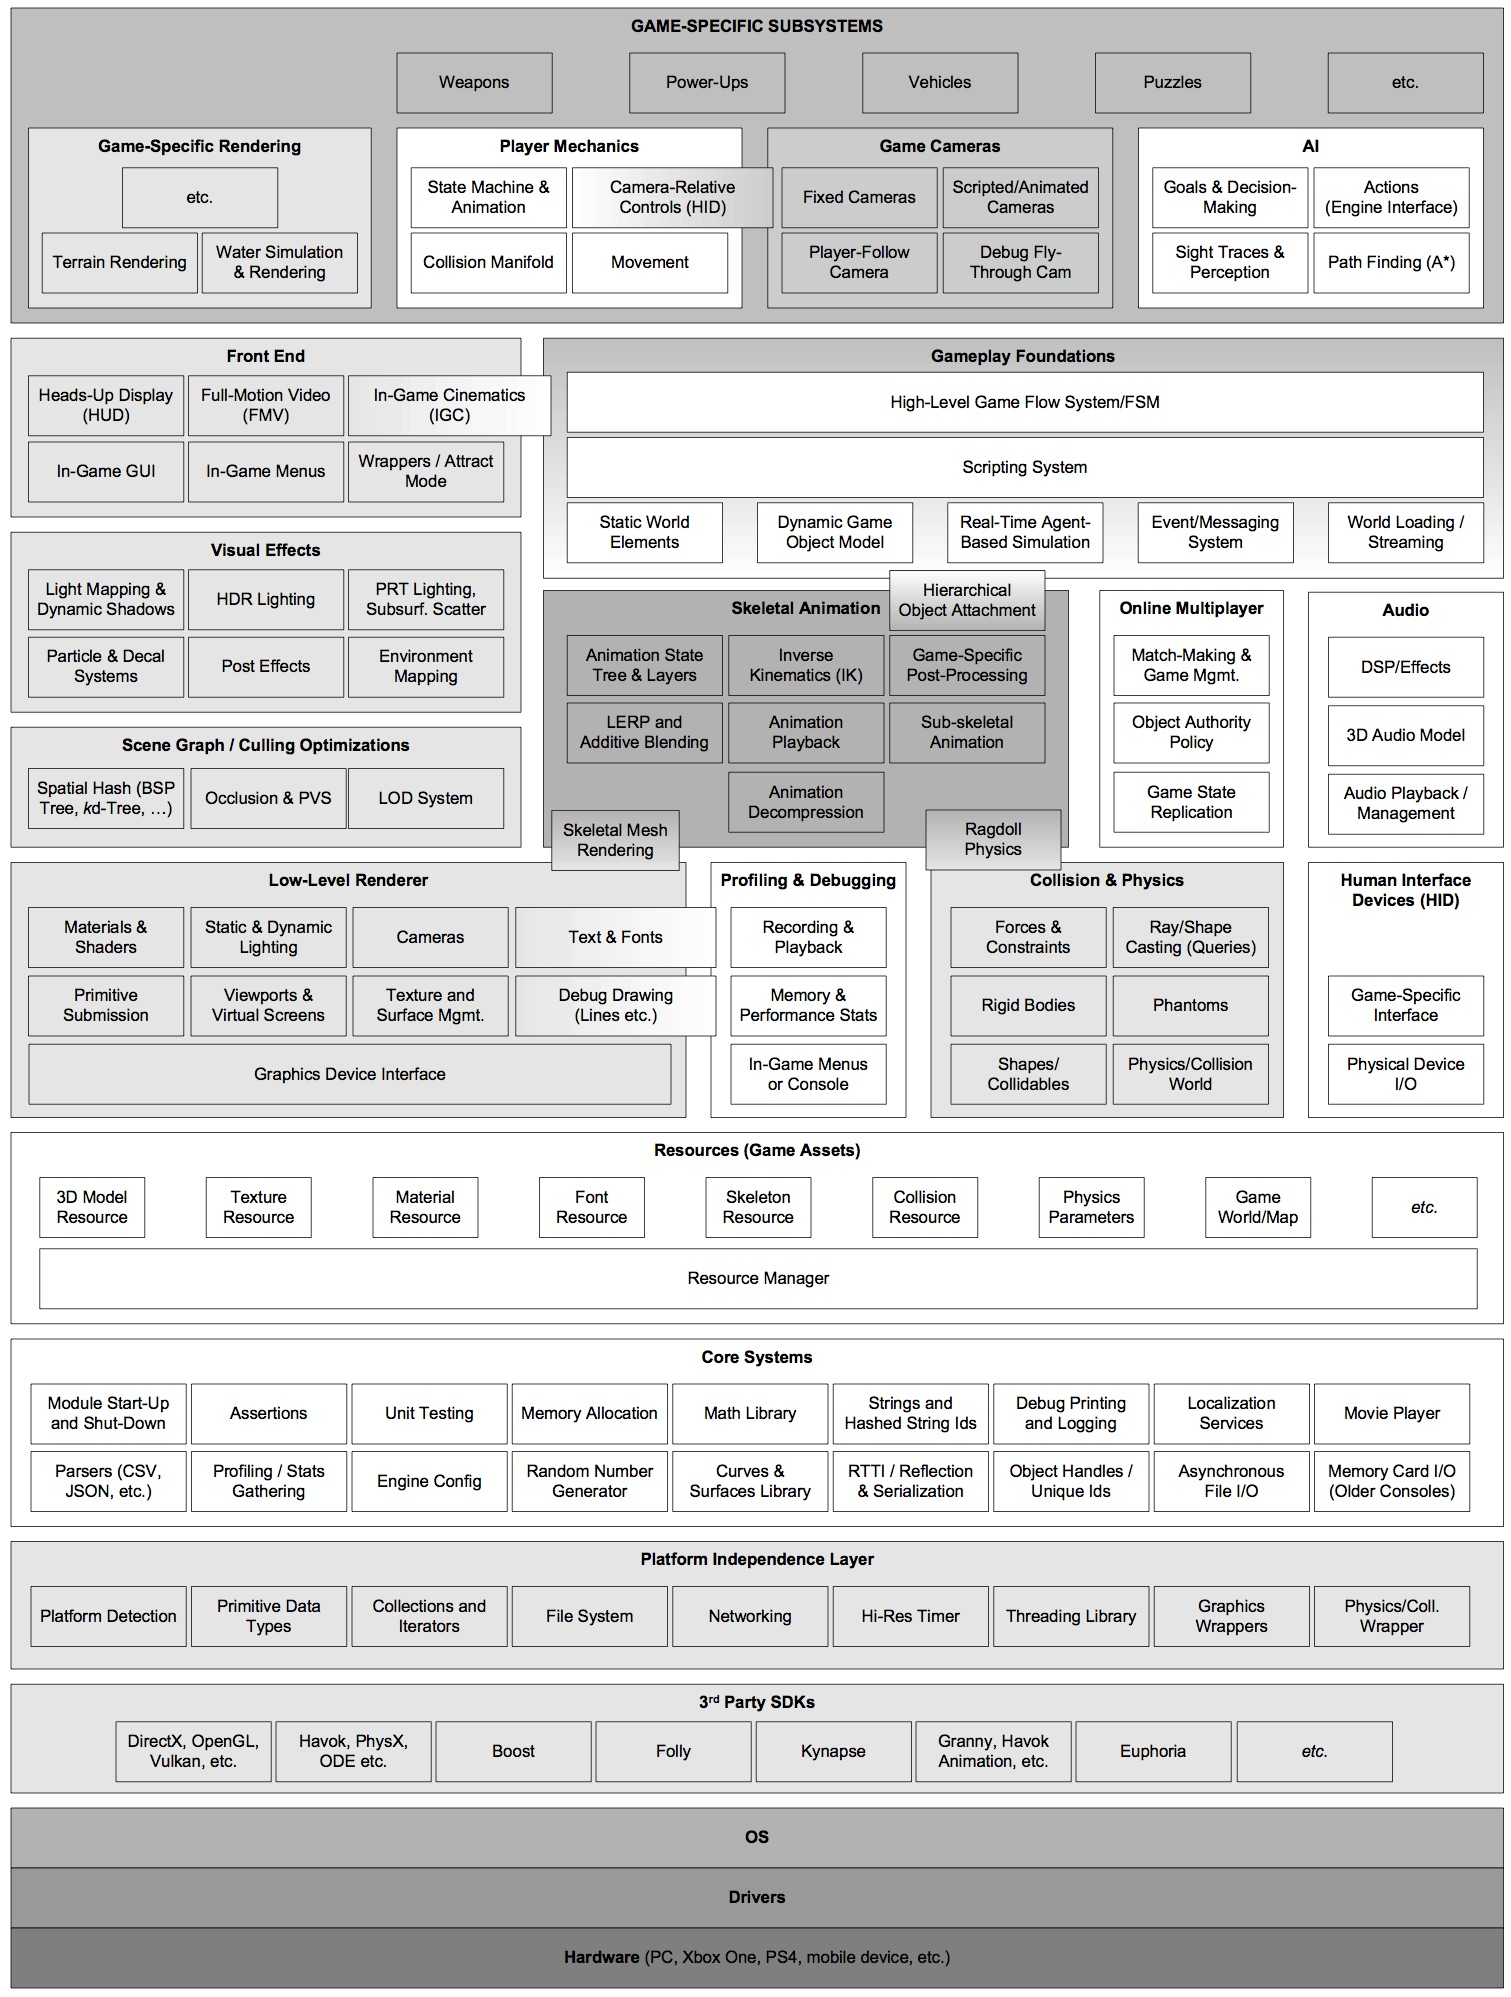 GAME-SPECIFIC SUBSYSTEMS
Weapons
Power-Ups
Vehicles
Puzzles
etc.
Game-Specific Rendering
etc.
Terrain Rendering
Water Simulation
& Rendering
Player Mechanics
State Machine &
Animation
Camera-Relative
Controls (HID)
Collision Manifold
Movement
Game Cameras
Fixed Cameras
Scripted/Animated
Cameras
Player-Follow
Camera
Debug Fly-
Through Cam
AI
Goals & Decision-
Making
Actions
(Engine Interface)
Sight Traces &
Perception
Path Finding (A*)
Front End
Heads-Up Display
(HUD)
Full-Motion Video
(FMV)
In-Game Cinematics
(IGC)
In-Game GUI
In-Game Menus
Wrappers / Attract
Mode
Gameplay Foundations
High-Level Game Flow System/FSM
Scripting System
Static World
Elements
Dynamic Game
Object Model
Real-Time Agent-
Based Simulation
Event/Messaging
System
World Loading /
Streaming
Visual Effects
Light Mapping &
Dynamic Shadows
HDR Lighting
PRT Lighting,
Subsurf. Scatter
Particle & Decal
Systems
Post Effects
Environment
Mapping
Scene Graph / Culling Optimizations
Spatial Hash (BSP
Tree, kd-Tree, …)
Occlusion & PVS
LOD System
Skeletal Animation
Hierarchical
Object Attachment
Animation State
Tree & Layers
Inverse
Kinematics (IK)
Game-Specific
Post-Processing
LERP and
Additive Blending
Animation
Playback
Sub-skeletal
Animation
Animation
Decompression
Skeletal Mesh
Rendering
Ragdoll
Physics
Online Multiplayer
Match-Making &
Game Mgmt.
Object Authority
Policy
Game State
Replication
Audio
DSP/Effects
3D Audio Model
Audio Playback /
Management
Low-Level Renderer
Materials &
Shaders
Static & Dynamic
Lighting
Cameras
Text & Fonts
Primitive
Submission
Viewports &
Virtual Screens
Texture and
Surface Mgmt.
Debug Drawing
(Lines etc.)
Graphics Device Interface
Profiling & Debugging
Recording &
Playback
Memory &
Performance Stats
In-Game Menus
or Console
Collision & Physics
Forces &
Constraints
Ray/Shape
Casting (Queries)
Rigid Bodies
Phantoms
Shapes/
Collidables
Physics/Collision
World
Human Interface
Devices (HID)
Game-Specific
Interface
Physical Device
I/O
Resources (Game Assets)
3D Model
Resource
Texture
Resource
Material
Resource
Font
Resource
Skeleton
Resource
Collision
Resource
Physics
Parameters
Game
World/Map
etc.
Resource Manager
Core Systems
Module Start-Up
and Shut-Down
Assertions
Unit Testing
Memory Allocation
Math Library
Strings and
Hashed String Ids
Debug Printing
and Logging
Localization
Services
Movie Player
Parsers (CSV,
JSON, etc.)
Profiling / Stats
Gathering
Engine Config
Random Number
Generator
Curves &
Surfaces Library
RTTI / Reflection
& Serialization
Object Handles /
Unique Ids
Asynchronous
File I/O
Memory Card I/O
(Older Consoles)
Platform Independence Layer
Platform Detection
Primitive Data
Types
Collections and
Iterators
File System
Networking
Hi-Res Timer
Threading Library
Graphics
Wrappers
Physics/Coll.
Wrapper
3rd Party SDKs
DirectX, OpenGL,
Vulkan, etc.
Havok, PhysX,
ODE etc.
Boost
Folly
Kynapse
Granny, Havok
Animation, etc.
Euphoria
etc.
OS
Drivers
Hardware (PC, Xbox One, PS4, mobile device, etc.)